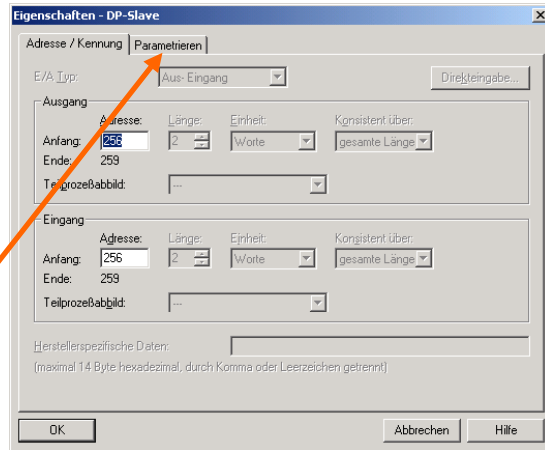 Eigenschaften - DP-Slave
Adresse / Kennung Parametrieren
E/A Typ: Aus- Eingang Direkteingabe...
Ausgang
Adresse: Länge: Einheit: Konsistent über:
Anfang: 256 2 Worte gesamte Länge
Ende: 259
Teilprozeßabbild: ---
Eingang
Adresse: Länge: Einheit: Konsistent über:
Anfang: 256 2 Worte gesamte Länge
Ende: 259
Teilprozeßabbild: ---
Herstellerspezifische Daten:
(maximal 14 Byte hexadezimal, durch Komma oder Leerzeichen getrennt)
OK Abbrechen Hilfe